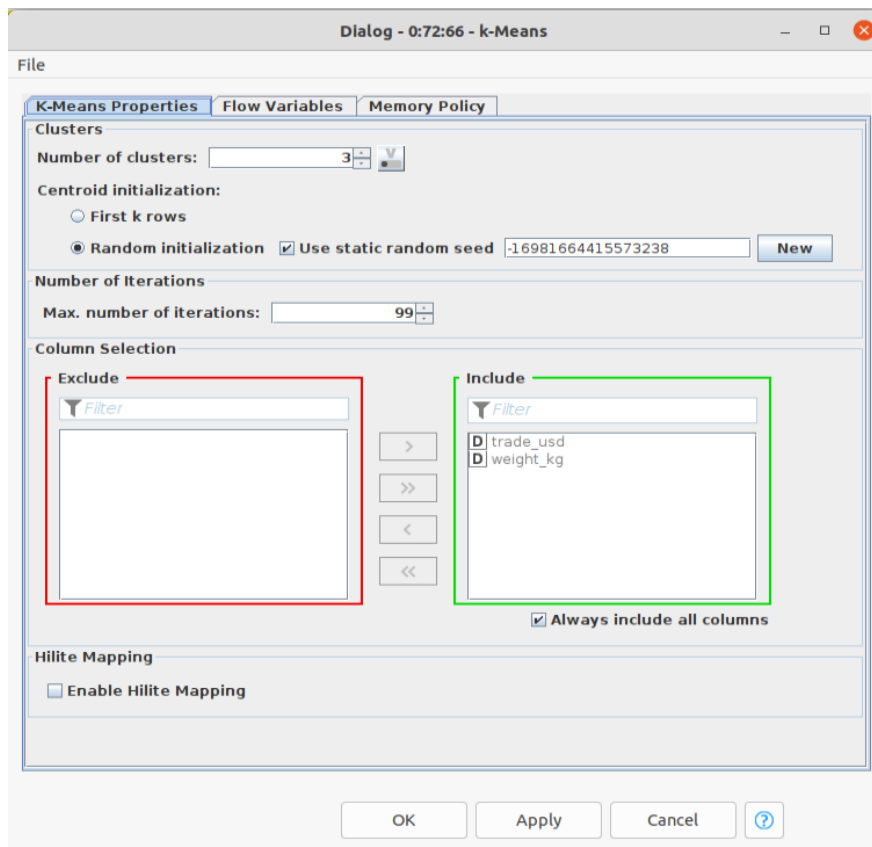 Dialog - 0:72:66 - k-Means
File
K-Means Properties Flow Variables Memory Policy
Clusters
Number of clusters: 3 V
Centroid initialization:
First k rows
Random initialization Use static random seed -16981664415573238 New
Number of Iterations
Max. number of iterations: 99
Column Selection
Exclude Include
Filter Filter
D trade_usd
D weight_kg
>
>>
<
<<
Always include all columns
Hilite Mapping
Enable Hilite Mapping
OK Apply Cancel ?